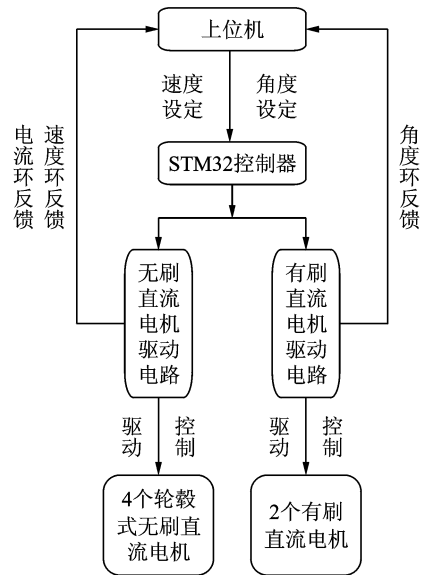 上位机
速度
设定
角度
设定
电流环反馈
速度环反馈
角度环反馈
STM32控制器
无刷
直流
电机
驱动
电路
有刷
直流
电机
驱动
电路
驱动
控制
驱动
控制
4个轮毂
式无刷直
流电机
2个有刷
直流电机